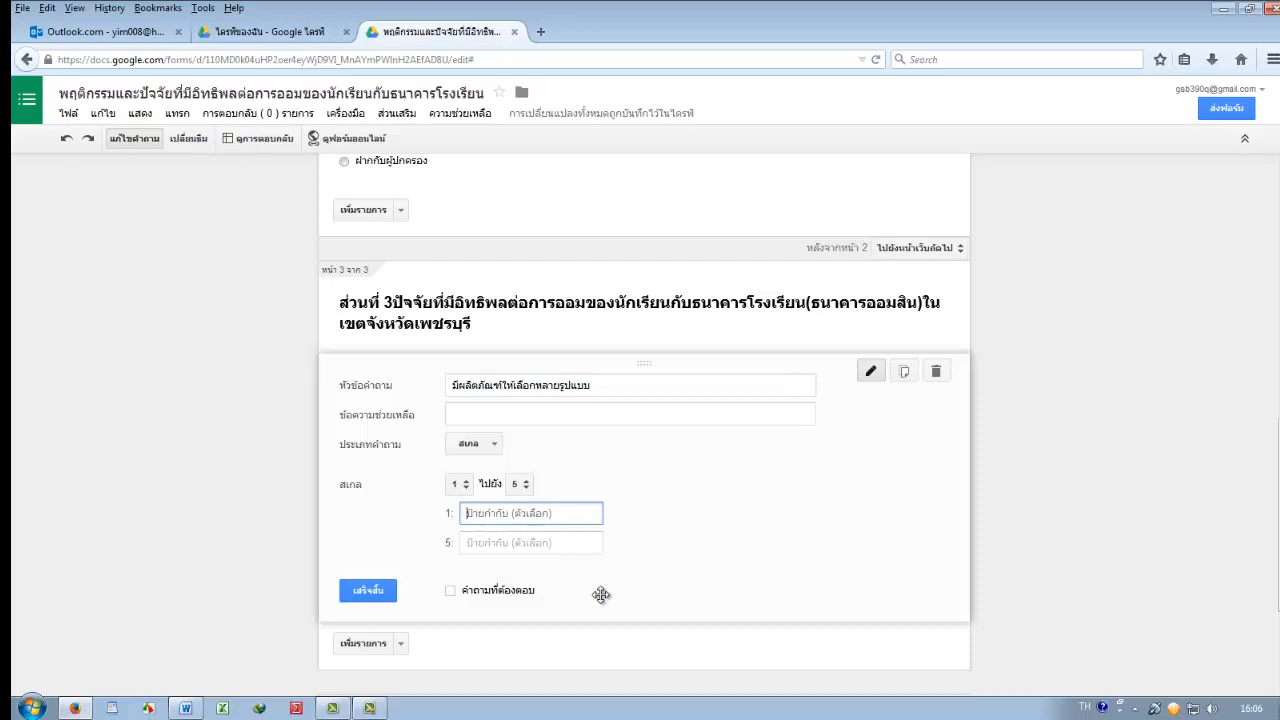 File Edit View History Bookmarks Tools Help
Outlook.com - yim008@h... × ไดรฟ์ของฉัน - Google ไดรฟ์ × พฤติกรรมและปัจจัยที่มีอิทธิพ... × +
https://docs.google.com/forms/d/110MD0k04uHP2oer4eyWjD9VI_MnAYmPWInH2AEfAD8U/edit# Search
พฤติกรรมและปัจจัยที่มีอิทธิพลต่อการออมของนักเรียนกับธนาคารโรงเรียน gsb390q@gmail.com
ไฟล์ แก้ไข แสดง แทรก การตอบกลับ ( 0 ) รายการ เครื่องมือ ส่วนเสริม ความช่วยเหลือ การเปลี่ยนแปลงทั้งหมดถูกบันทึกไว้ในไดรฟ์ ส่งฟอร์ม
แก้ไขคำถาม เปลี่ยนธีม ดูการตอบกลับ ดูฟอร์มออนไลน์
ฝากกับผู้ปกครอง
เพิ่มรายการ
หลังจากหน้า 2 ไปยังหน้าเว็บถัดไป
หน้า 3 จาก 3
ส่วนที่ 3ปัจจัยที่มีอิทธิพลต่อการออมของนักเรียนกับธนาคารโรงเรียน(ธนาคารออมสิน)ใน
เขตจังหวัดเพชรบุรี
หัวข้อคำถาม มีผลิตภัณฑ์ให้เลือกหลายรูปแบบ
ข้อความช่วยเหลือ
ประเภทคำถาม สเกล
สเกล 1 ไปยัง 5
1: ป้ายกำกับ (ตัวเลือก)
5: ป้ายกำกับ (ตัวเลือก)
เสร็จสิ้น คำถามที่ต้องตอบ
เพิ่มรายการ
TH 16:06